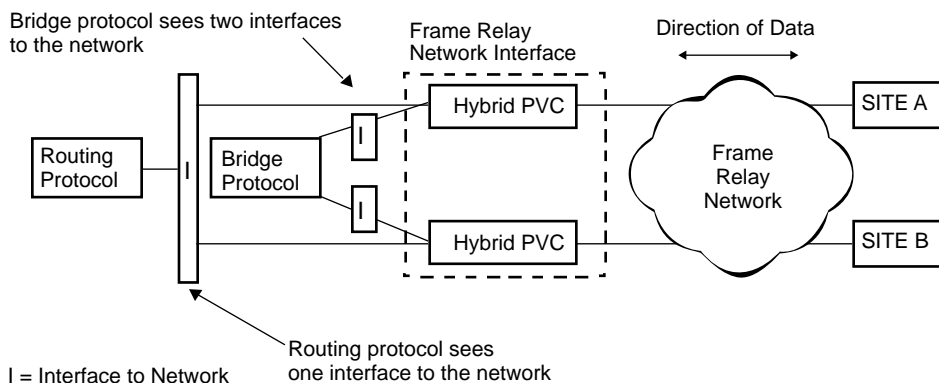 Bridge protocol sees two interfaces
to the network
Frame Relay
Network Interface
Direction of Data
Hybrid PVC
SITE A
I
Routing
Protocol
I
Bridge
Protocol
Frame
Relay
Network
I
Hybrid PVC
SITE B
Routing protocol sees
one interface to the network
I = Interface to Network